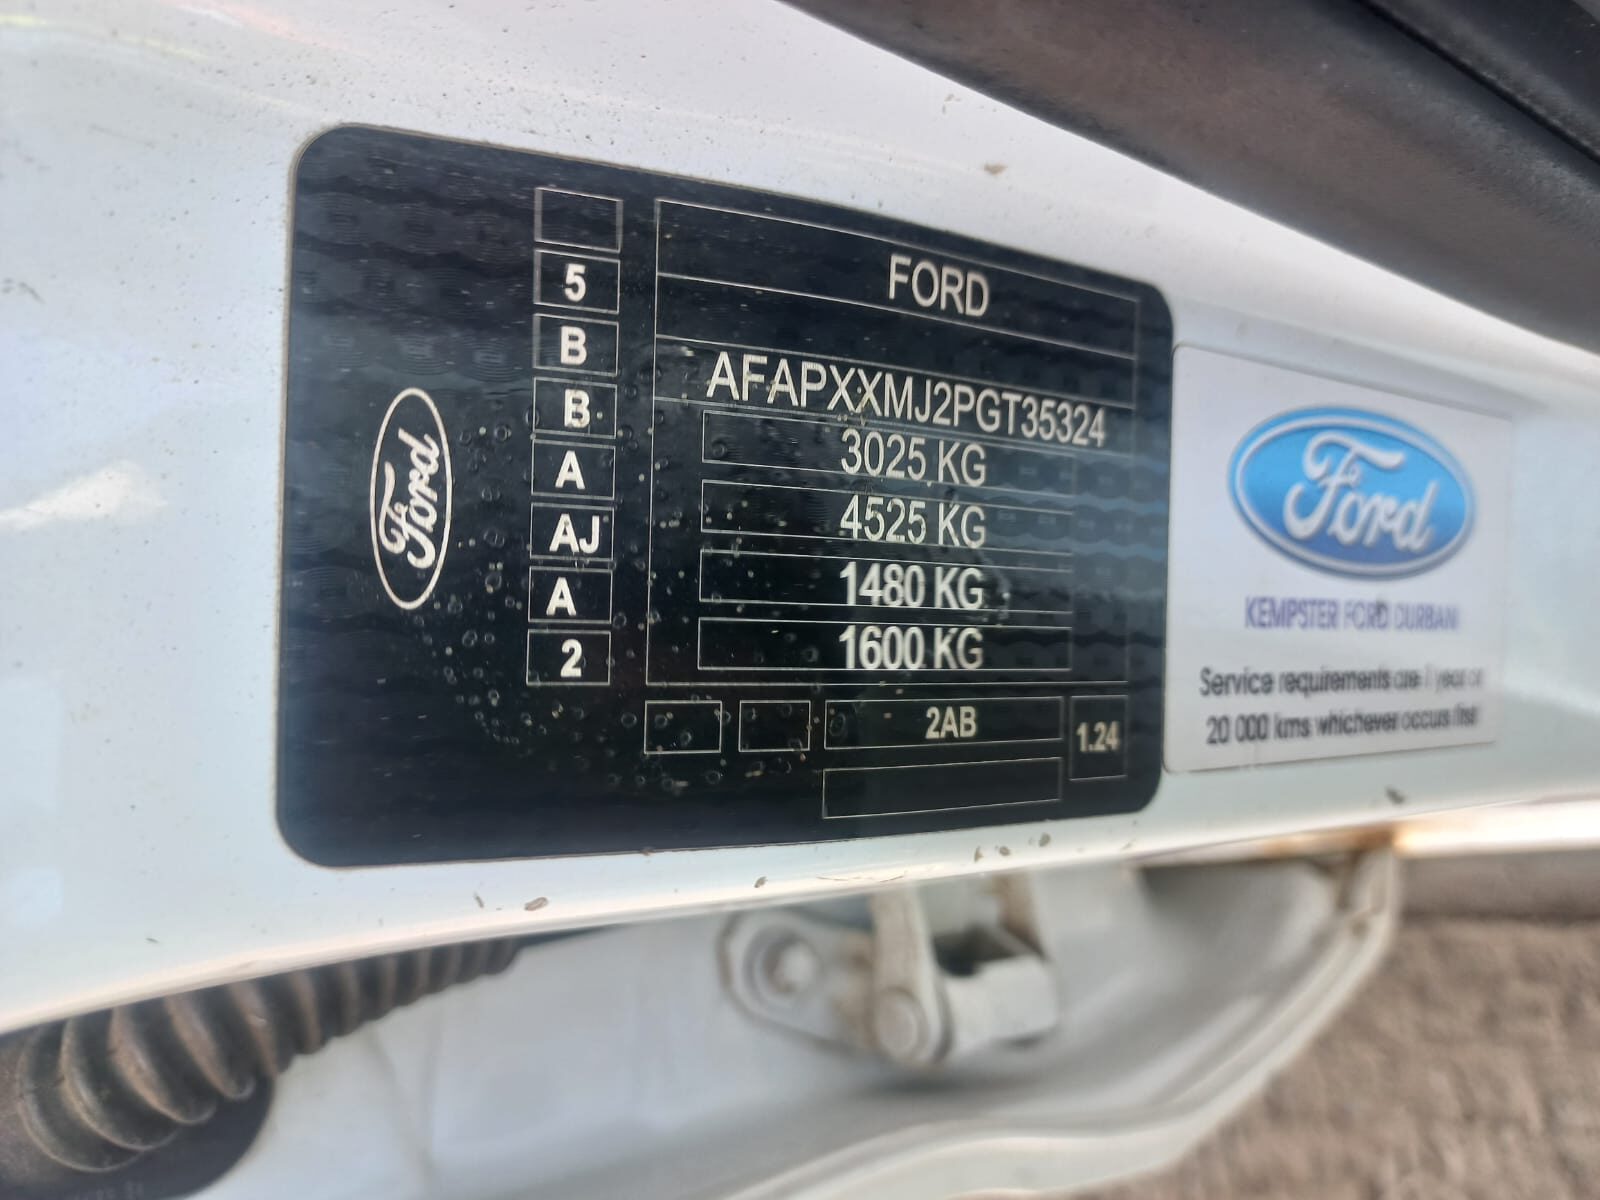 Ford
5
B
B
A
AJ
A
2
FORD
AFAPXXMJ2PGT35324
3025 KG
4525 KG
1480 KG
1600 KG
2AB
1.24
Ford
KEMPSTER FORD DURBAN
Service requirements are 1 year or
20 000 kms whichever occurs first